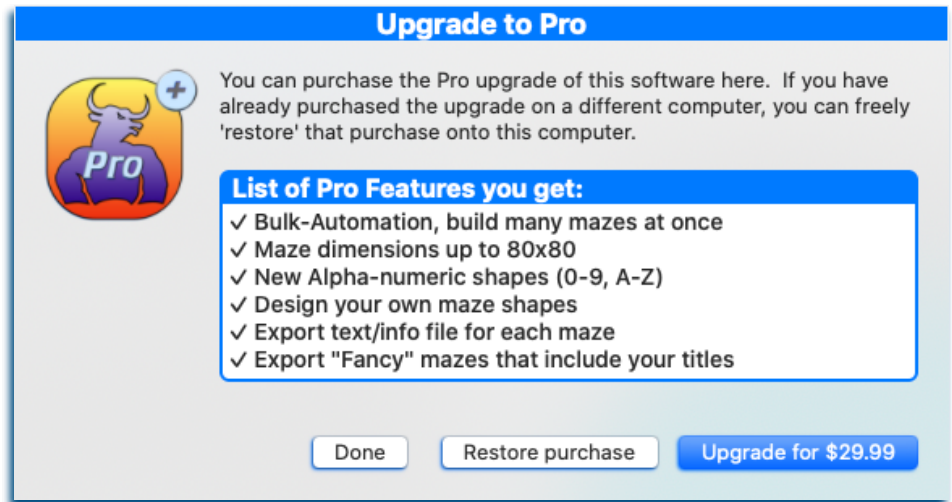 Upgrade to Pro
You can purchase the Pro upgrade of this software here.  If you have
already purchased the upgrade on a different computer, you can freely
'restore' that purchase onto this computer.
Pro
List of Pro Features you get:
✓ Bulk-Automation, build many mazes at once
✓ Maze dimensions up to 80x80
✓ New Alpha-numeric shapes (0-9, A-Z)
✓ Design your own maze shapes
✓ Export text/info file for each maze
✓ Export "Fancy" mazes that include your titles
Done
Restore purchase
Upgrade for $29.99